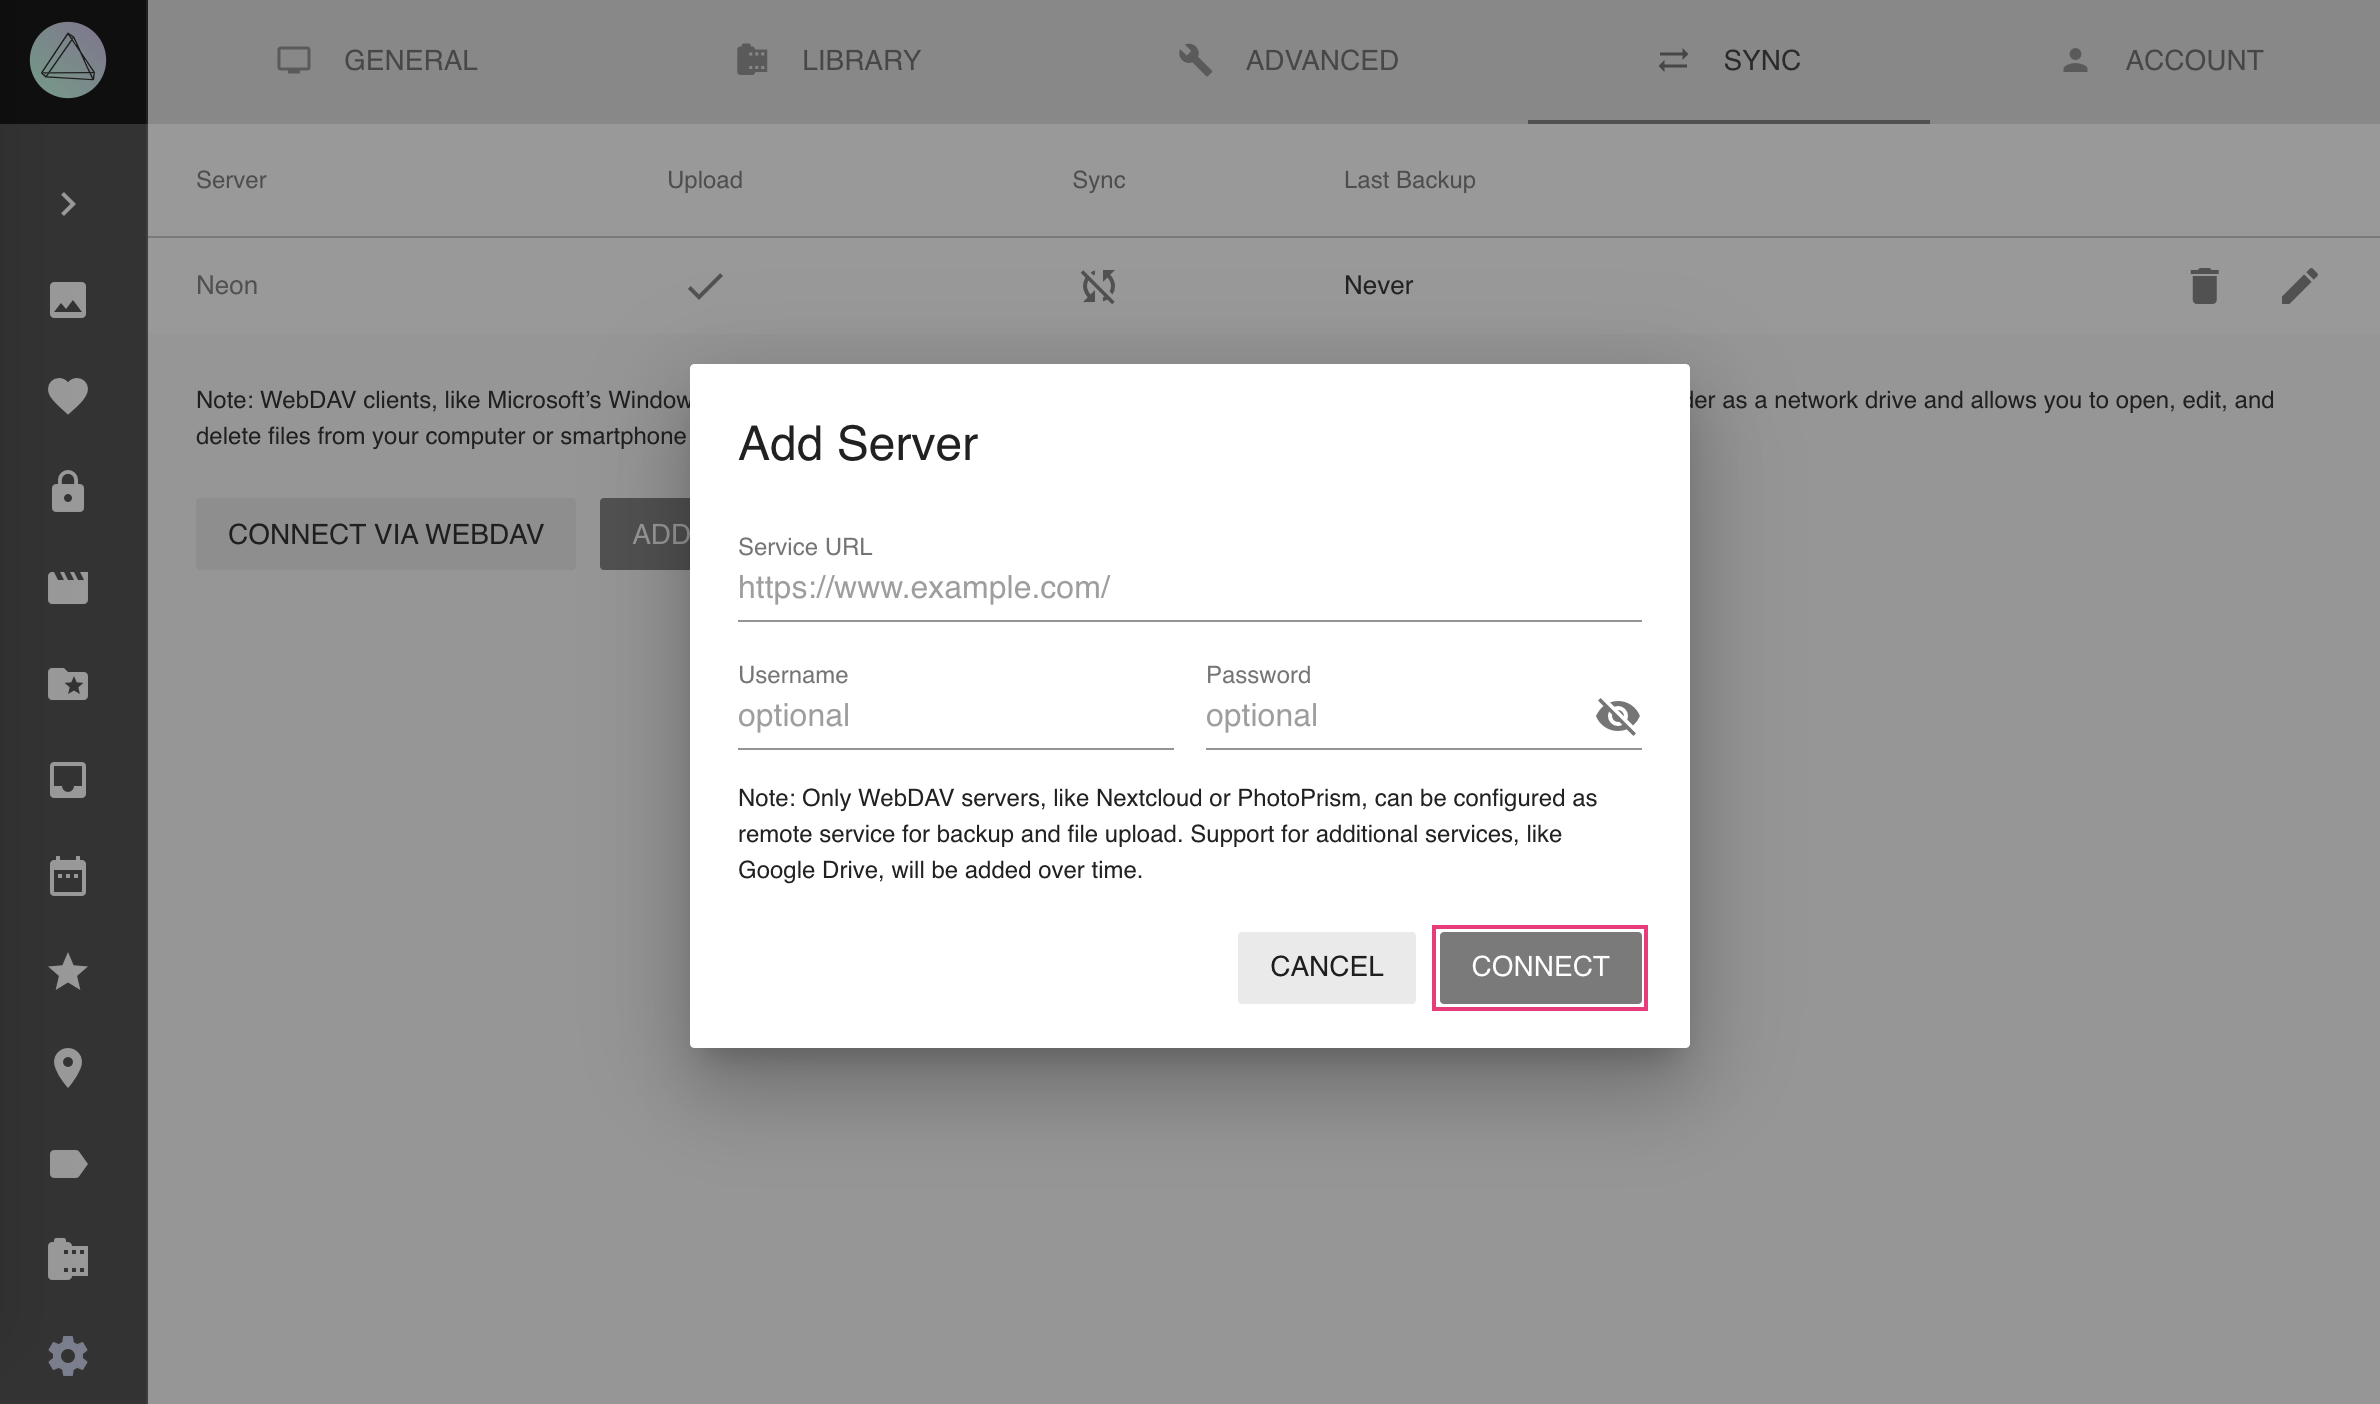 GENERAL
LIBRARY
ADVANCED
SYNC
ACCOUNT
Server Upload Sync Last Backup
Neon Never
Note: WebDAV clients, like Microsoft's
der as a network drive and allows you to open, edit, and
delete files from your computer or smartphone
CONNECT VIA WEBDAV
ADD
Add Server
Service URL
https://www.example.com/
Username
optional
Password
optional
Note: Only WebDAV servers, like Nextcloud or PhotoPrism, can be configured as
remote service for backup and file upload. Support for additional services, like
Google Drive, will be added over time.
CANCEL
CONNECT